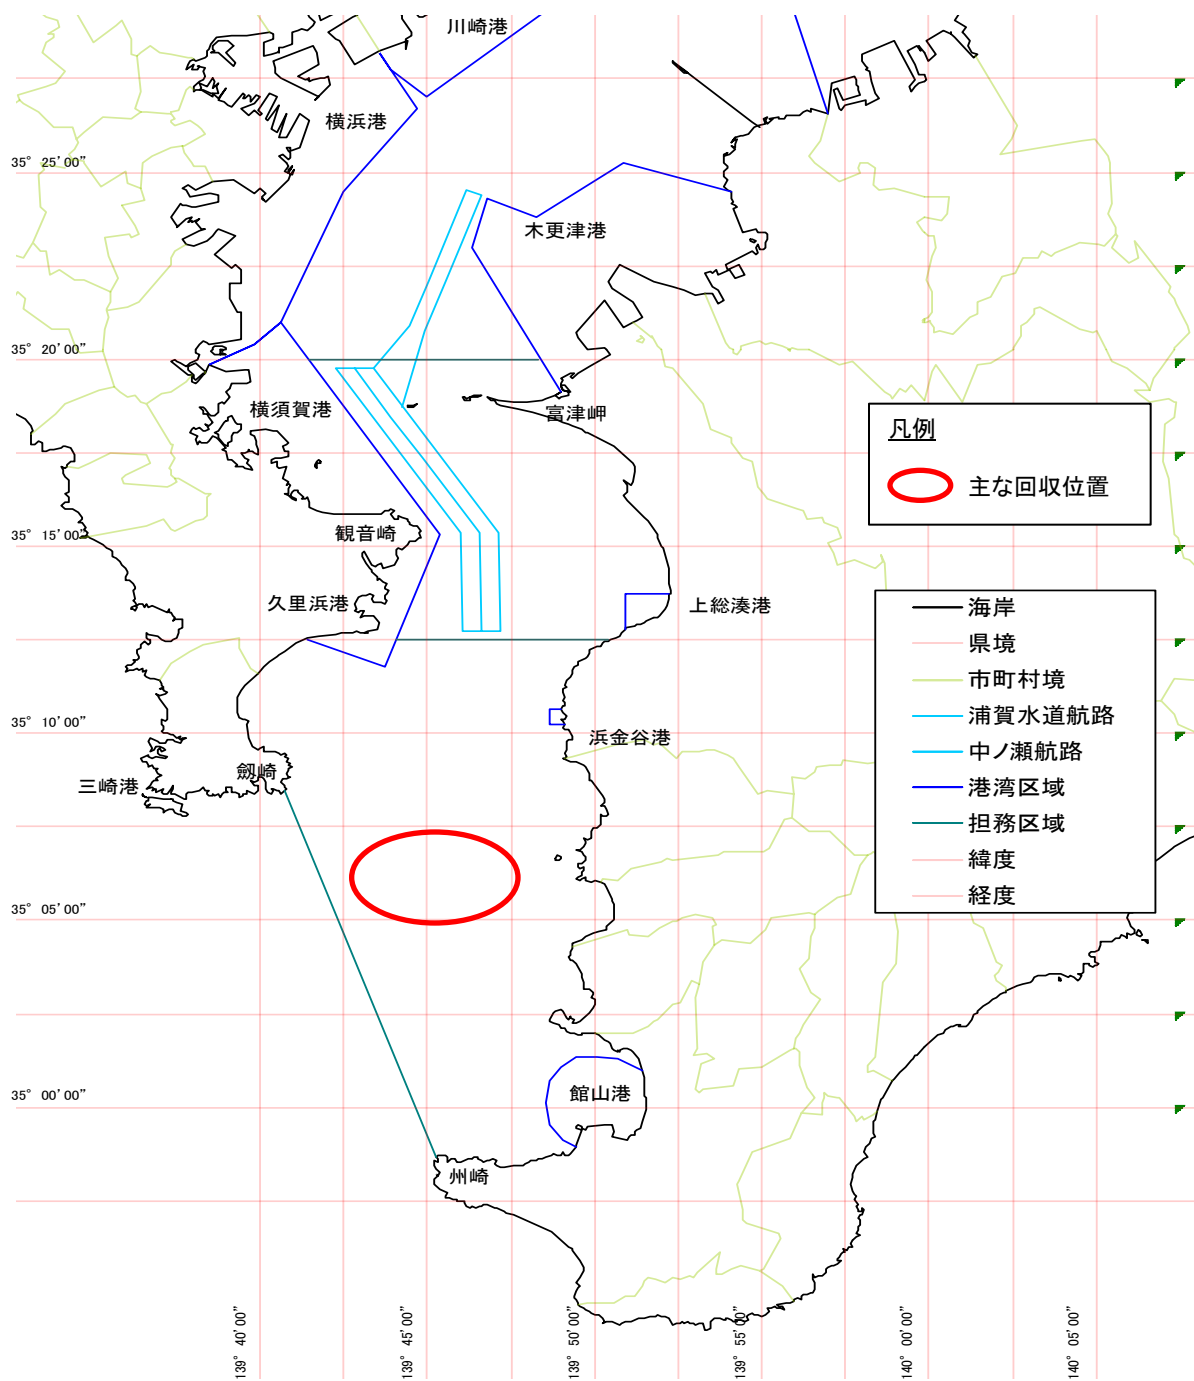 川崎港
横浜港
35° 25' 00"
木更津港
35° 20' 00"
横須賀港
富津岬
凡例
主な回収位置
35° 15' 00"
観音崎
久里浜港
上総湊港
海岸
県境
市町村境
浦賀水道航路
中ノ瀬航路
港湾区域
担務区域
緯度
経度
35° 10' 00"
浜金谷港
劔崎
三崎港
35° 05' 00"
35° 00' 00"
館山港
州崎
139° 40' 00"
139° 45' 00"
139° 50' 00"
139° 55' 00"
140° 00' 00"
140° 05' 00"